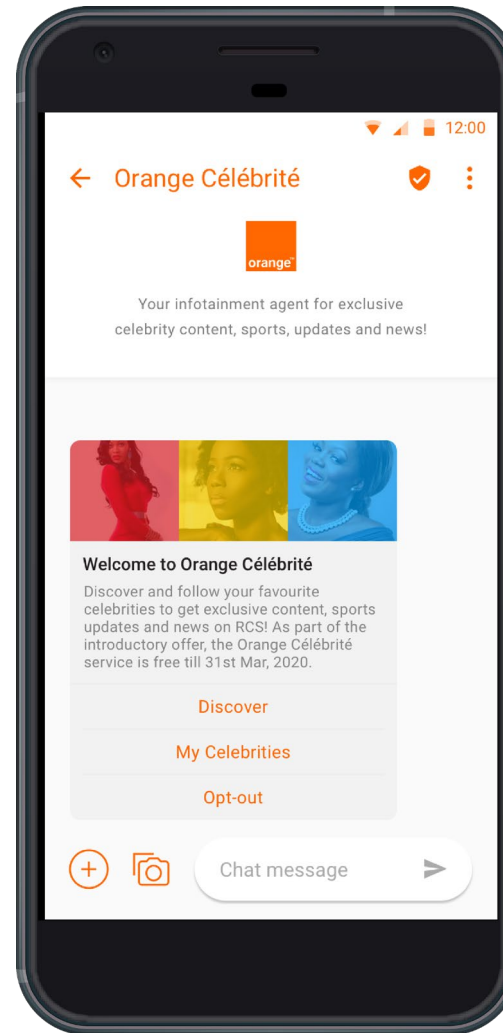 12:00
Orange Célébrité
orange™
Your infotainment agent for exclusive
celebrity content, sports, updates and news!
Welcome to Orange Célébrité
Discover and follow your favourite
celebrities to get exclusive content, sports
updates and news on RCS! As part of the
introductory offer, the Orange Célébrité
service is free till 31st Mar, 2020.
Discover
My Celebrities
Opt-out
Chat message